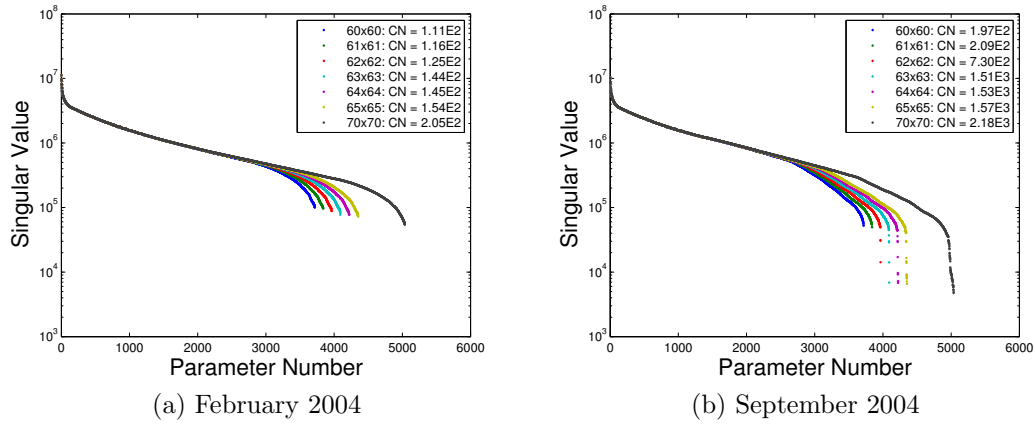 10^8
10^7
10^6
10^5
10^4
10^3
Singular Value
0 1000 2000 3000 4000 5000 6000
Parameter Number
60x60: CN = 1.11E2
61x61: CN = 1.16E2
62x62: CN = 1.25E2
63x63: CN = 1.44E2
64x64: CN = 1.45E2
65x65: CN = 1.54E2
70x70: CN = 2.05E2
(a) February 2004
10^8
10^7
10^6
10^5
10^4
10^3
Singular Value
0 1000 2000 3000 4000 5000 6000
Parameter Number
60x60: CN = 1.97E2
61x61: CN = 2.09E2
62x62: CN = 7.30E2
63x63: CN = 1.51E3
64x64: CN = 1.53E3
65x65: CN = 1.57E3
70x70: CN = 2.18E3
(b) September 2004